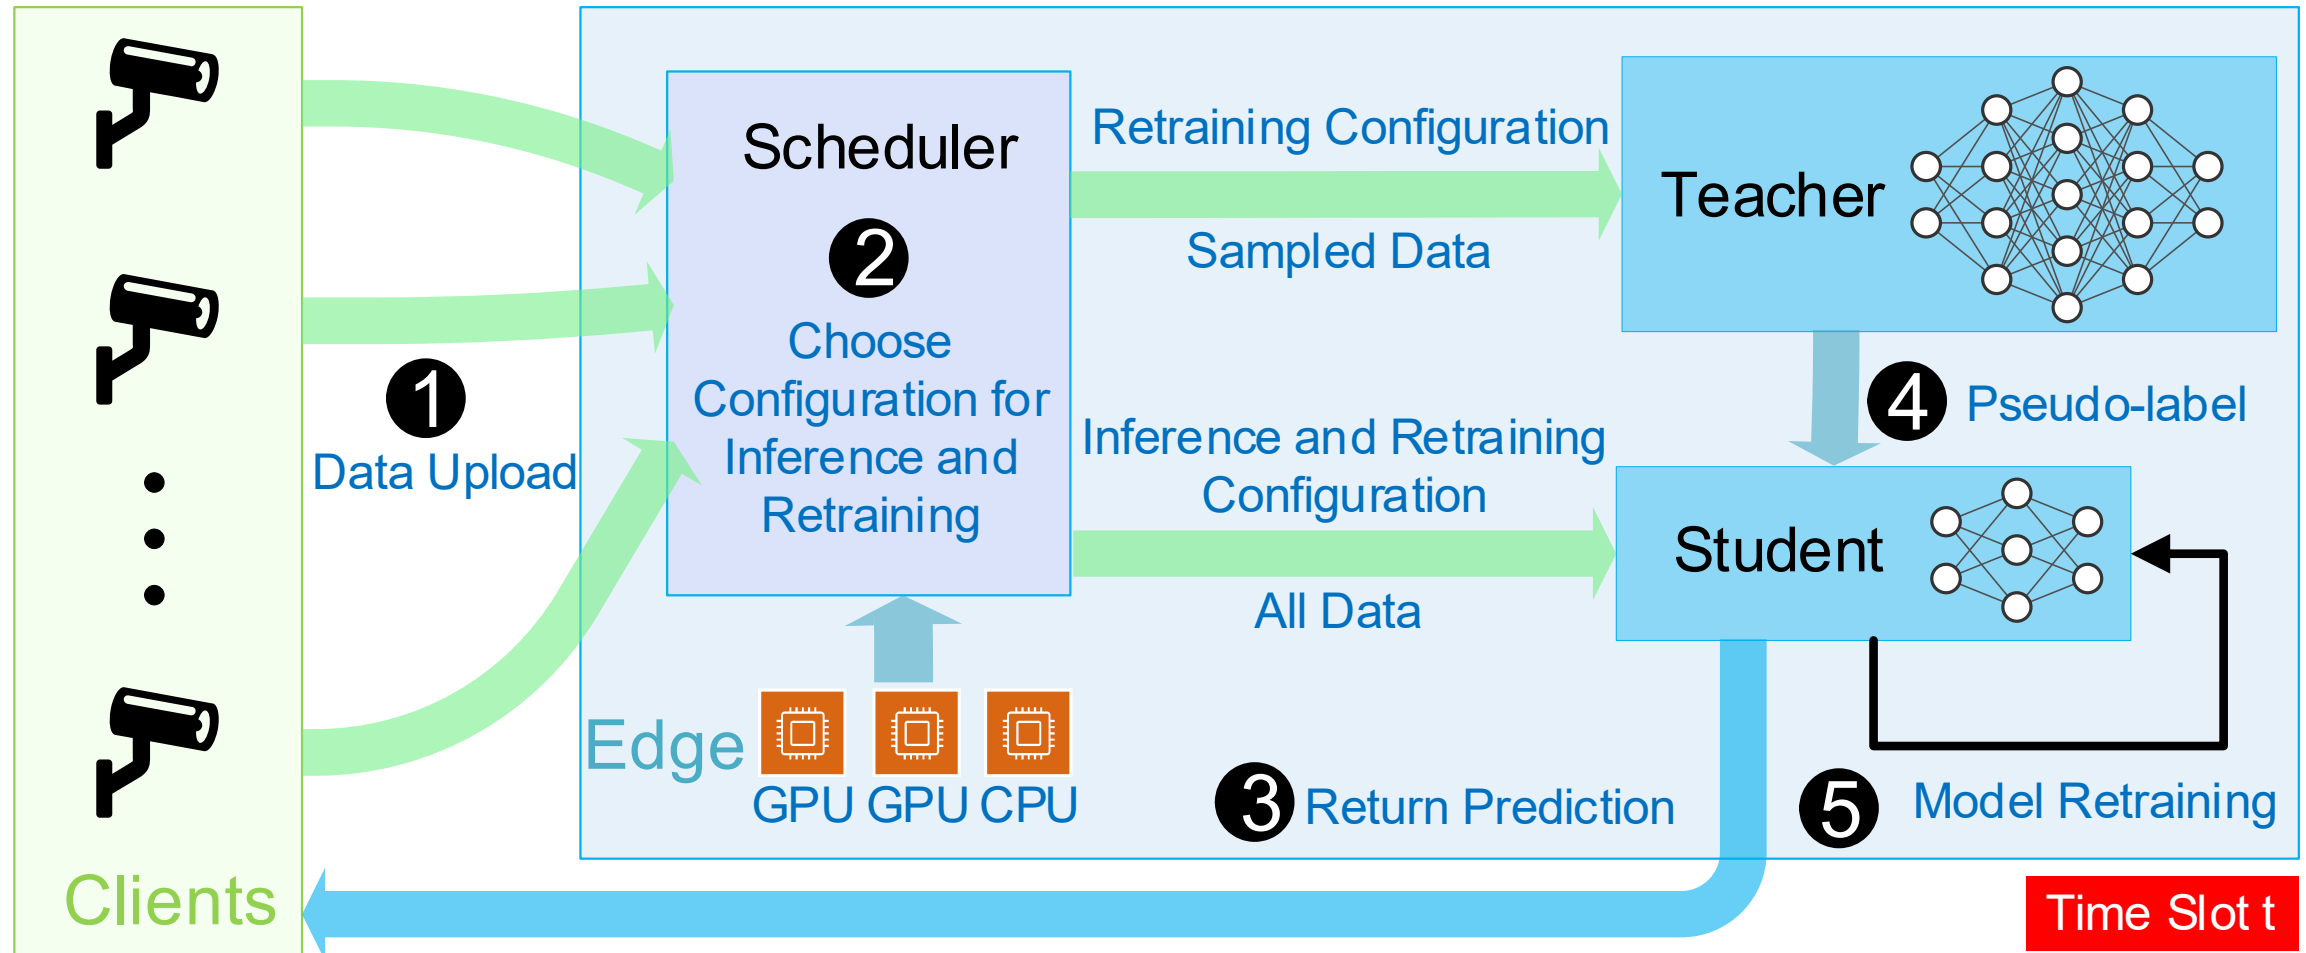 Clients
1
Data Upload
Scheduler
2
Choose
Configuration for
Inference and
Retraining
Edge
GPU GPU CPU
Retraining Configuration
Sampled Data
Teacher
4 Pseudo-label
Inference and Retraining
Configuration
All Data
Student
3 Return Prediction
5 Model Retraining
Time Slot t